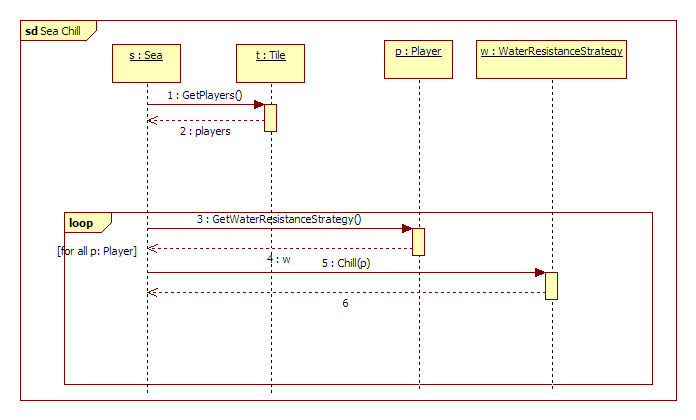 sd Sea Chill
s : Sea
t : Tile
p : Player
w : WaterResistanceStrategy
1 : GetPlayers()
2 : players
loop
3 : GetWaterResistanceStrategy()
[for all p: Player]
4 : w
5 : Chill(p)
6